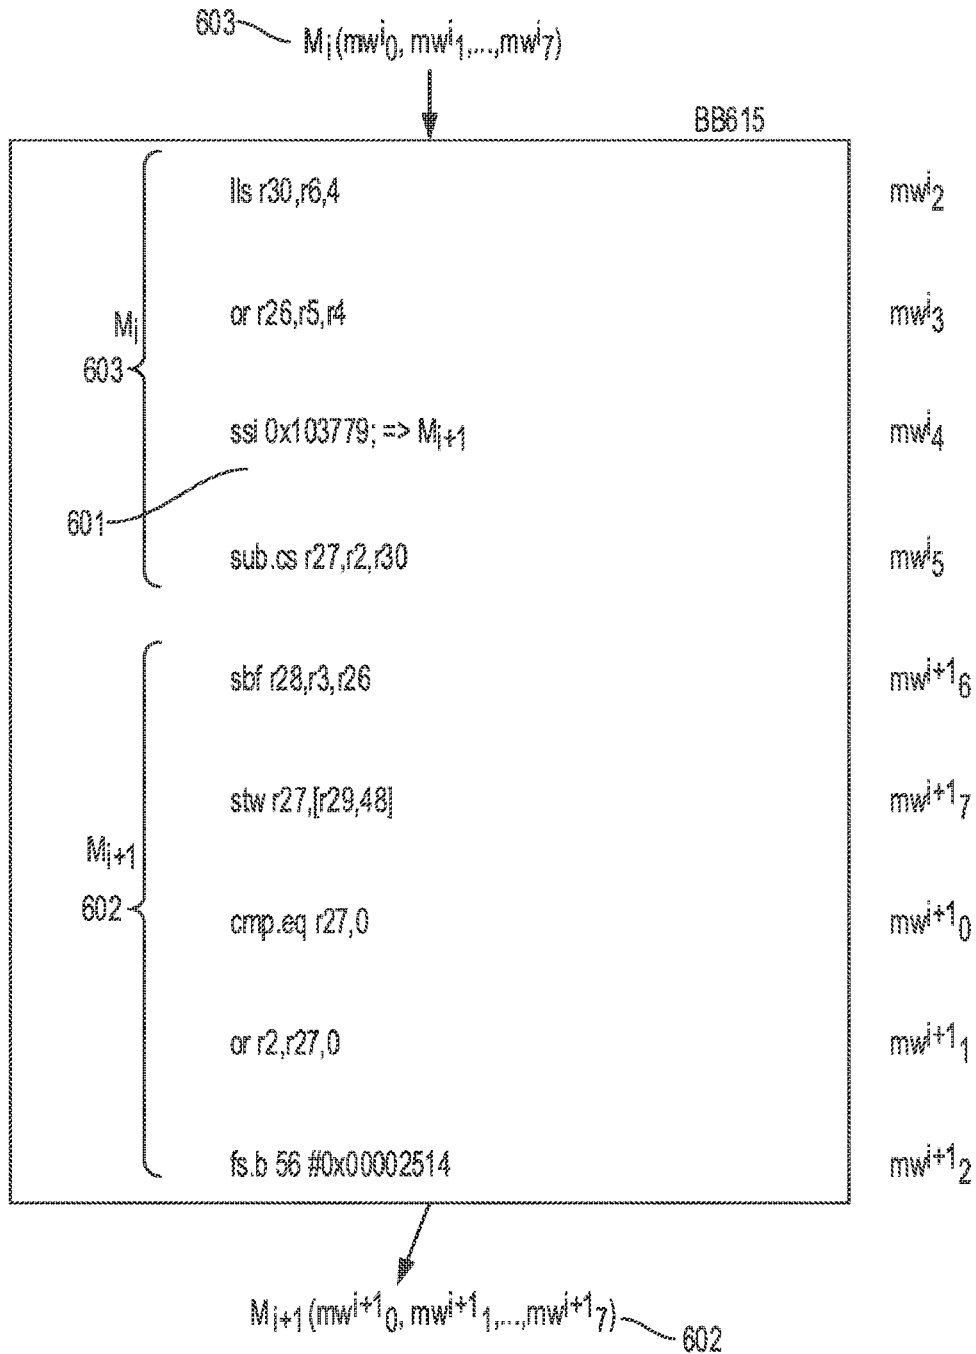 603 Mi(mwi0, mwi1,...,mwi7)
BB615
lls r30,r6,4 mwi2
or r26,r5,r4 mwi3
Mi
603
ssi 0x103779; => Mi+1 mwi4
601
sub.cs r27,r2,r30 mwi5
sbf r28,r3,r26 mwi+16
stw r27,[r29,48] mwi+17
Mi+1
602
cmp.eq r27,0 mwi+10
or r2,r27,0 mwi+11
fs.b 56 #0x00002514 mwi+12
Mi+1(mwi+10, mwi+11,...,mwi+17)
602